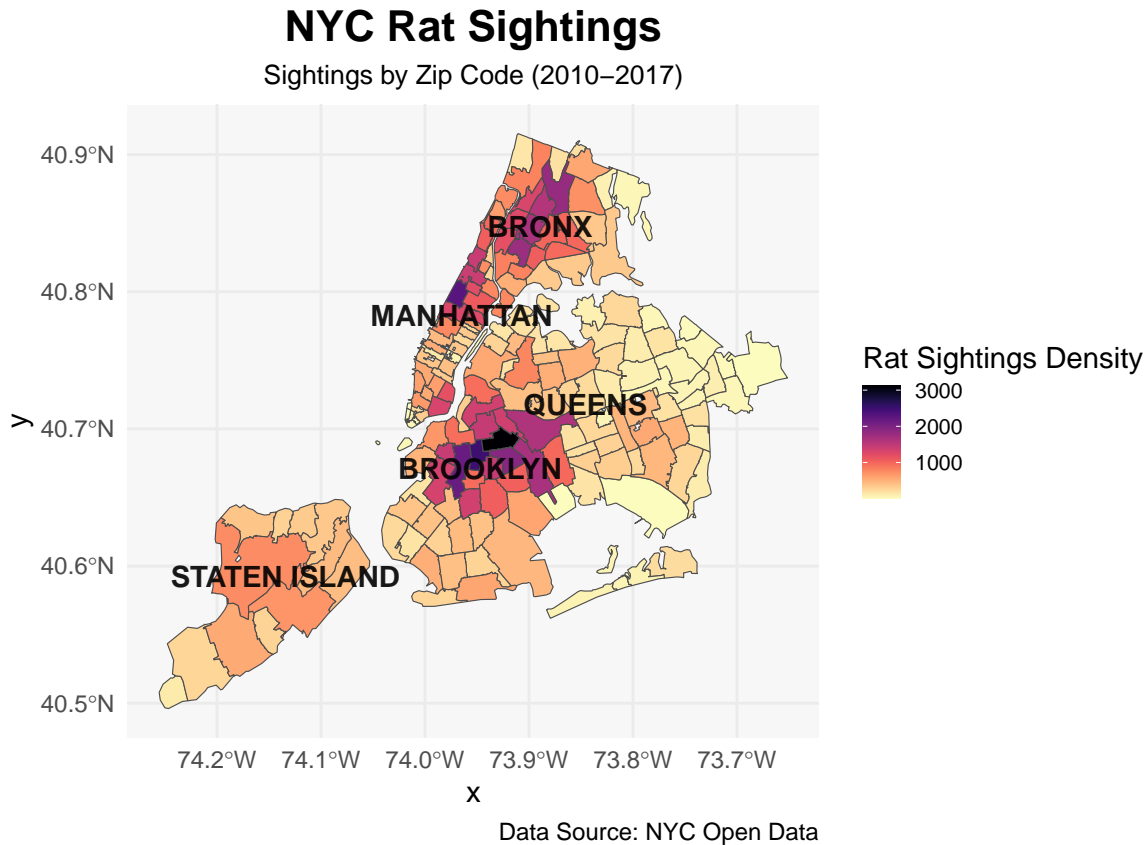 NYC Rat Sightings
Sightings by Zip Code (2010−2017)
40.9°N
40.8°N
40.7°N
40.6°N
40.5°N
y
BRONX
MANHATTAN
QUEENS
BROOKLYN
STATEN ISLAND
Rat Sightings Density
3000
2000
1000
74.2°W 74.1°W 74.0°W 73.9°W 73.8°W 73.7°W
x
Data Source: NYC Open Data